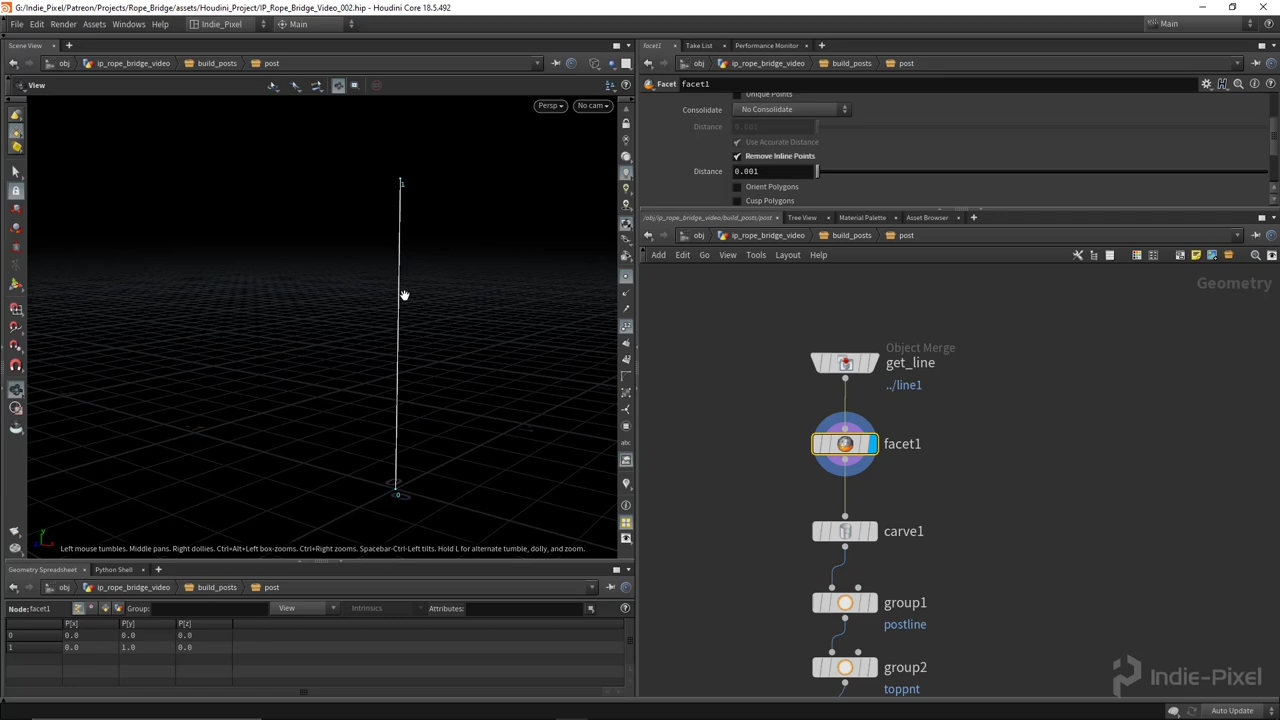 G:/Indie_Pixel/Patreon/Projects/Rope_Bridge/assets/Houdini_Project/IP_Rope_Bridge_Video_002.hip - Houdini Core 18.5.492
File Edit Render Assets Windows Help Indie_Pixel Main Main
Scene View
obj ip_rope_bridge_video build_posts post
View
Persp No cam
1
0
Left mouse tumbles. Middle pans. Right dollies. Ctrl+Alt+Left box-zooms. Ctrl+Right zooms. Spacebar-Ctrl-Left tilts. Hold L for alternate tumble, dolly, and zoom.
y
12
abc
Geometry Spreadsheet Python Shell
obj ip_rope_bridge_video build_posts post
Node: facet1 Group: View Intrinsics Attributes:
P[x] P[y] P[z]
0 0.0 0.0 0.0
1 0.0 1.0 0.0
facet1 Take List Performance Monitor
obj ip_rope_bridge_video build_posts post
Facet facet1
Unique Points
Consolidate No Consolidate
Distance 0.001
Use Accurate Distance
Remove Inline Points
Distance 0.001
Orient Polygons
Cusp Polygons
/obj/ip_rope_bridge_video/build_posts/post Tree View Material Palette Asset Browser
obj ip_rope_bridge_video build_posts post
Add Edit Go View Tools Layout Help
Geometry
Object Merge
get_line
../line1
facet1
carve1
group1
postline
group2
toppnt
Indie-Pixel
Auto Update